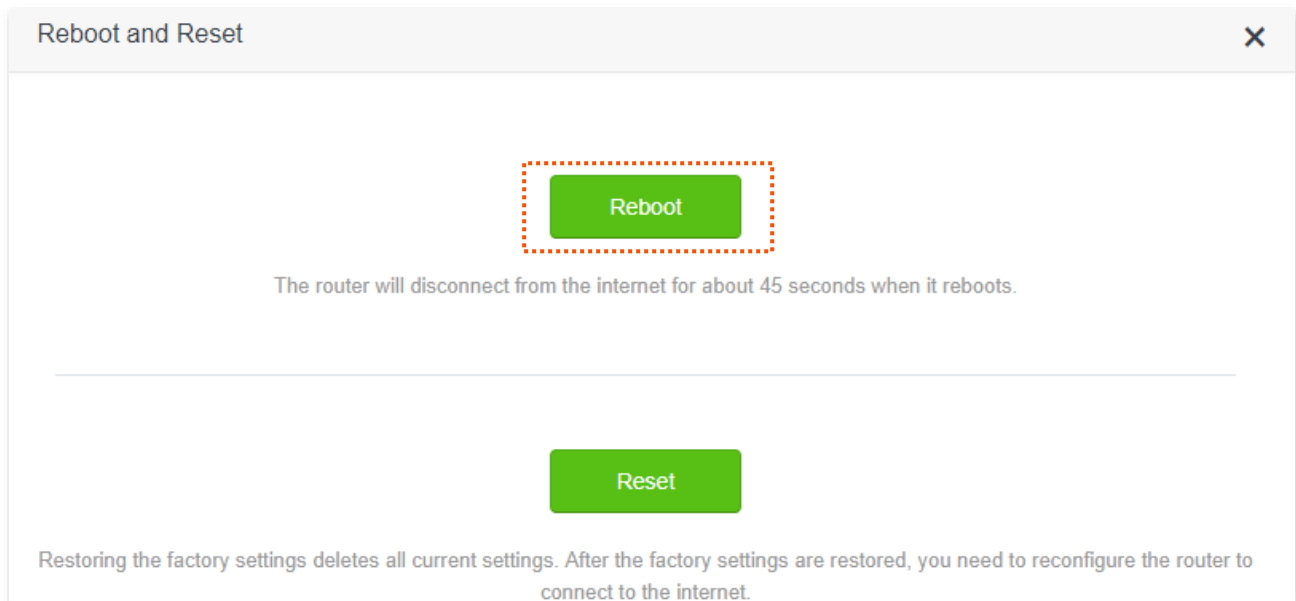 Reboot and Reset
Reboot
The router will disconnect from the internet for about 45 seconds when it reboots.
Reset
Restoring the factory settings deletes all current settings. After the factory settings are restored, you need to reconfigure the router to
connect to the internet.